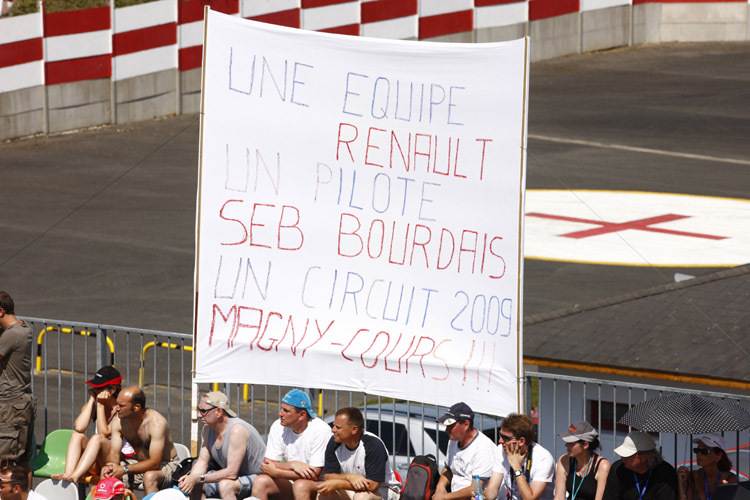 UNE EQUIPE
RENAULT
UN PILOTE
SEB BOURDAIS
UN CIRCUIT 2009
MAGNY-COURS !!!